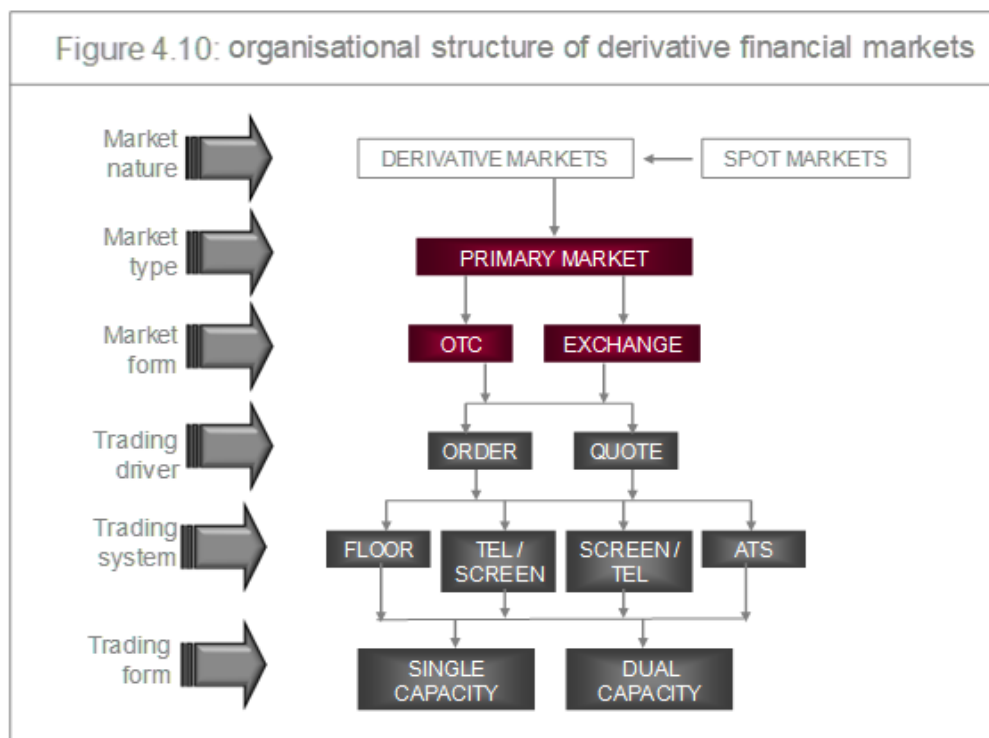 Figure 4.10: organisational structure of derivative financial markets
Market
nature
DERIVATIVE MARKETS
SPOT MARKETS
Market
type
PRIMARY MARKET
Market
form
OTC
EXCHANGE
Trading
driver
ORDER
QUOTE
Trading
system
FLOOR
TEL /
SCREEN
SCREEN /
TEL
ATS
Trading
form
SINGLE
CAPACITY
DUAL
CAPACITY